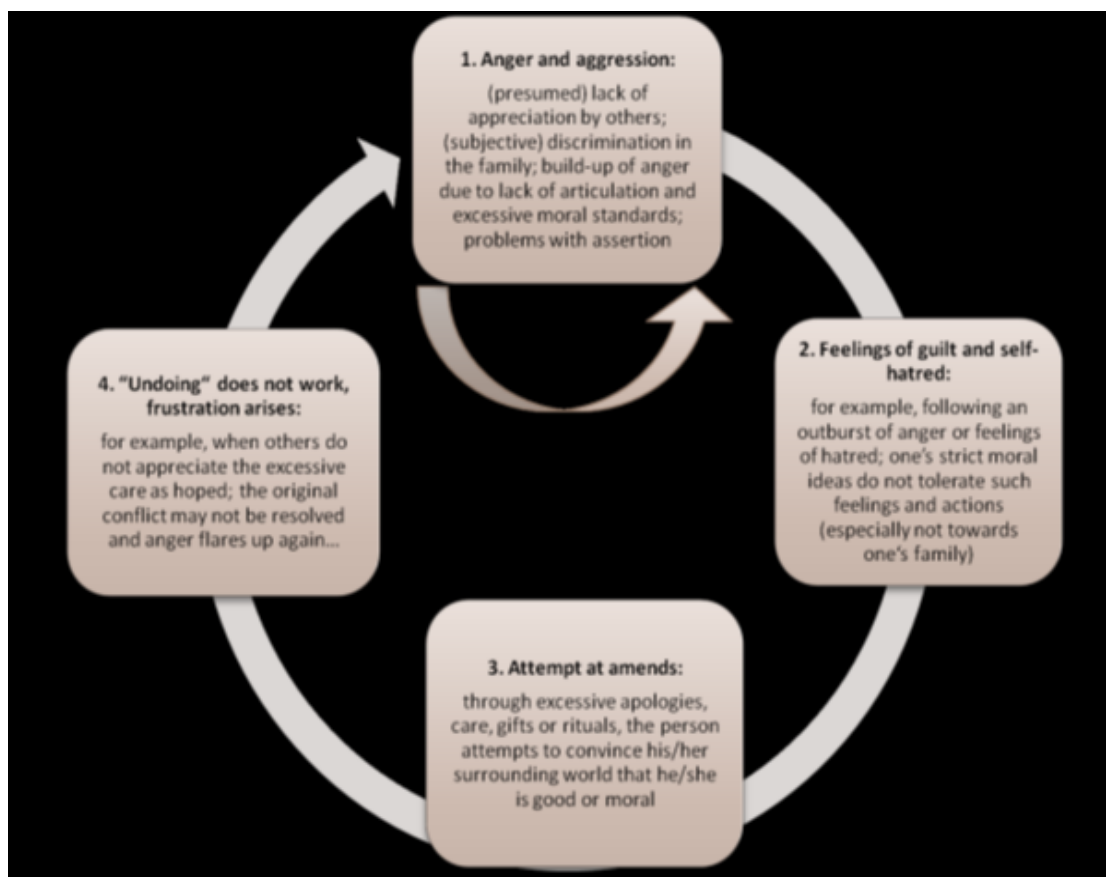 1. Anger and aggression:
(presumed) lack of
appreciation by others;
(subjective) discrimination in
the family; build-up of anger
due to lack of articulation and
excessive moral standards;
problems with assertion
2. Feelings of guilt and self-
hatred:
for example, following an
outburst of anger or feelings
of hatred; one's strict moral
ideas do not tolerate such
feelings and actions
(especially not towards
one's family)
3. Attempt at amends:
through excessive apologies,
care, gifts or rituals, the person
attempts to convince his/her
surrounding world that he/she
is good or moral
4. “Undoing” does not work,
frustration arises:
for example, when others do
not appreciate the excessive
care as hoped; the original
conflict may not be resolved
and anger flares up again...